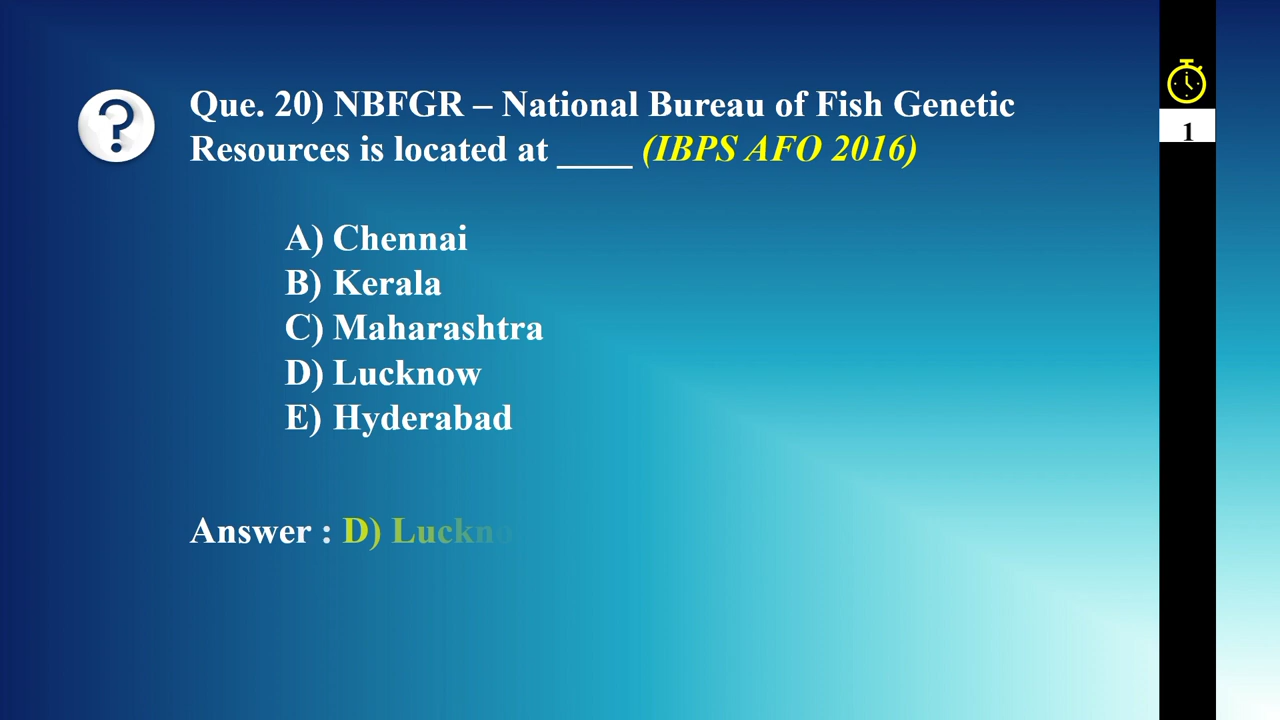 Que. 20) NBFGR – National Bureau of Fish Genetic
Resources is located at ____ (IBPS AFO 2016)
1
A) Chennai
B) Kerala
C) Maharashtra
D) Lucknow
E) Hyderabad
Answer : D) Luckno